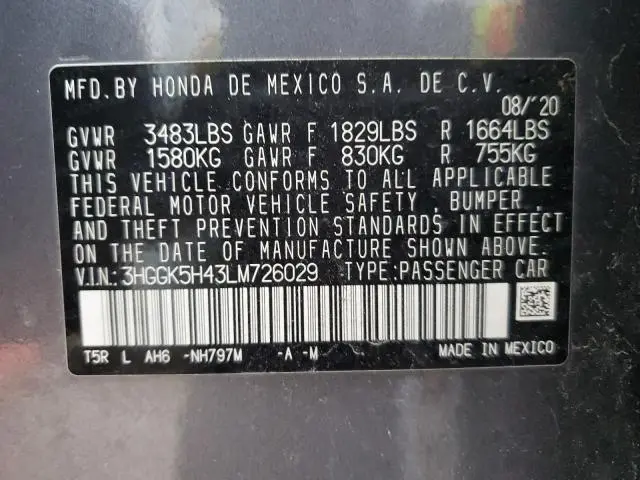 MFD. BY HONDA DE MEXICO S.A. DE C.V.
08/'20
GVWR 3483LBS GAWR F 1829LBS R 1664LBS
GVWR 1580KG GAWR F 830KG R 755KG
THIS VEHICLE CONFORMS TO ALL APPLICABLE
FEDERAL MOTOR VEHICLE SAFETY, BUMPER,
AND THEFT PREVENTION STANDARDS IN EFFECT
ON THE DATE OF MANUFACTURE SHOWN ABOVE.
V.I.N.:3HGGK5H43LM726029 TYPE:PASSENGER CAR
T5R L AH6 -NH797M -A -M MADE IN MEXICO